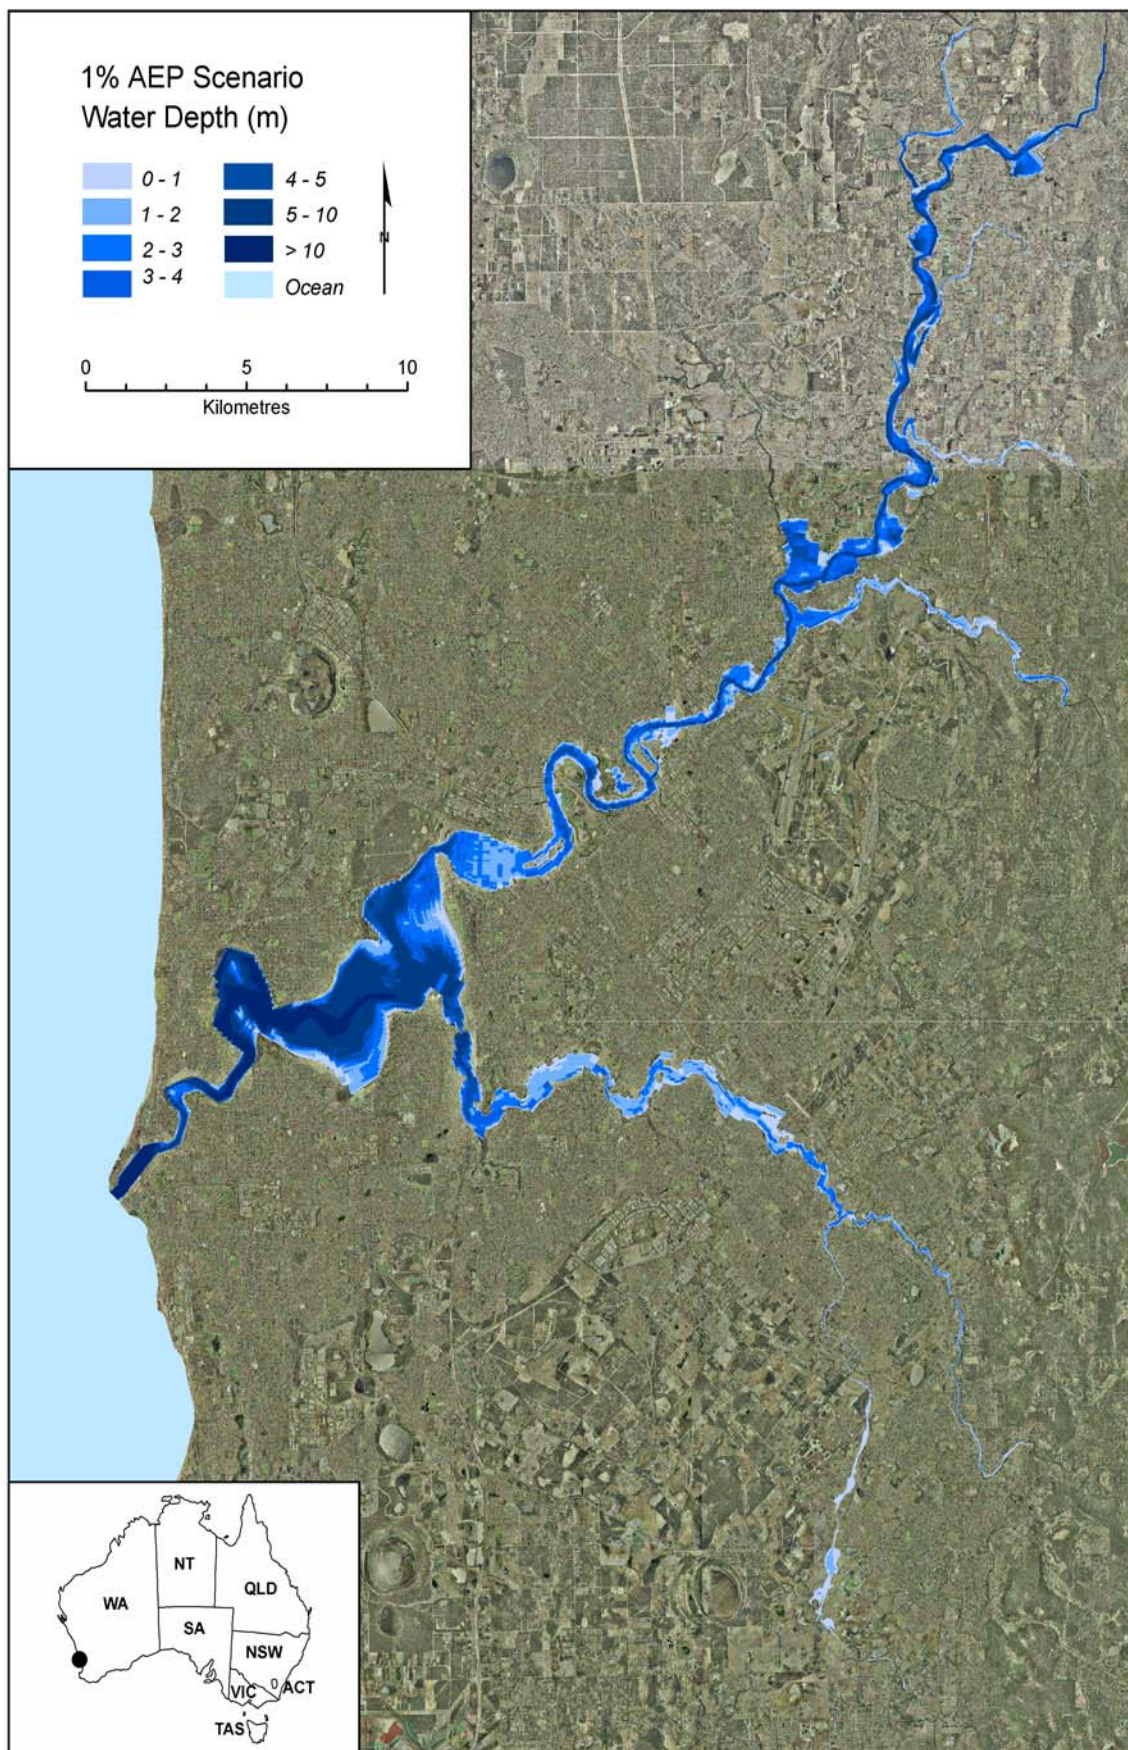 1% AEP Scenario
Water Depth (m)
0 - 1
1 - 2
2 - 3
3 - 4
4 - 5
5 - 10
> 10
Ocean
N
0 5 10
Kilometres
NT
WA
QLD
SA
NSW
VIC
ACT
TAS